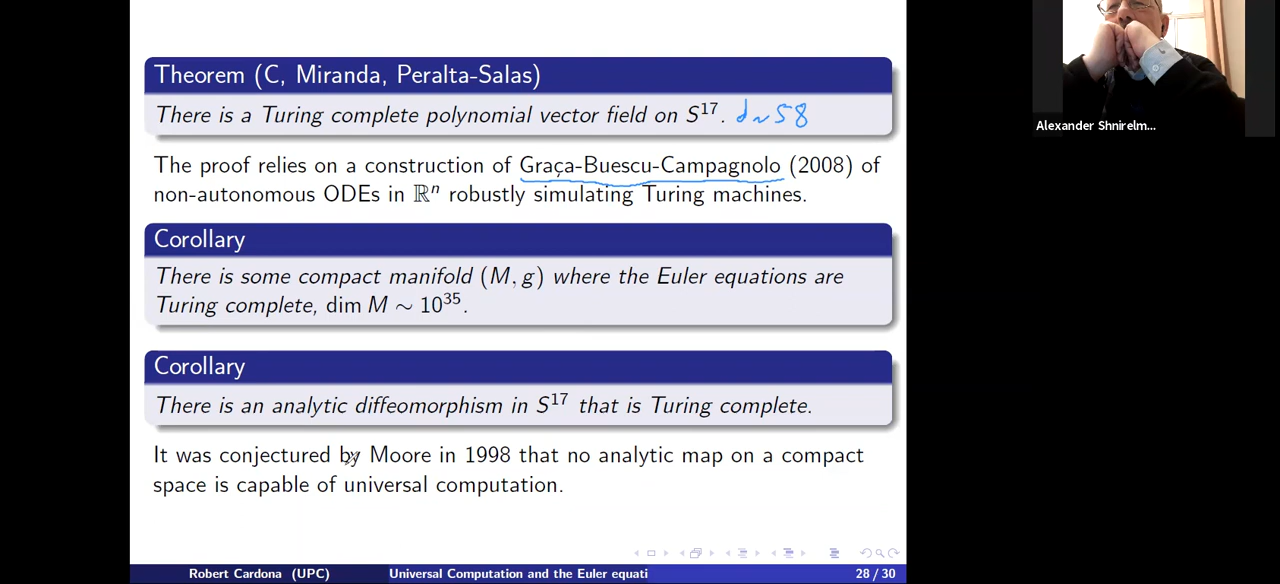 Theorem (C, Miranda, Peralta-Salas)
There is a Turing complete polynomial vector field on S¹⁷. d~58
The proof relies on a construction of Graça-Buescu-Campagnolo (2008) of
non-autonomous ODEs in ℝⁿ robustly simulating Turing machines.
Corollary
There is some compact manifold (M, g) where the Euler equations are
Turing complete, dim M ∼ 10³⁵.
Corollary
There is an analytic diffeomorphism in S¹⁷ that is Turing complete.
It was conjectured by Moore in 1998 that no analytic map on a compact
space is capable of universal computation.
Robert Cardona (UPC) Universal Computation and the Euler equati 28 / 30
Alexander Shnirelm...